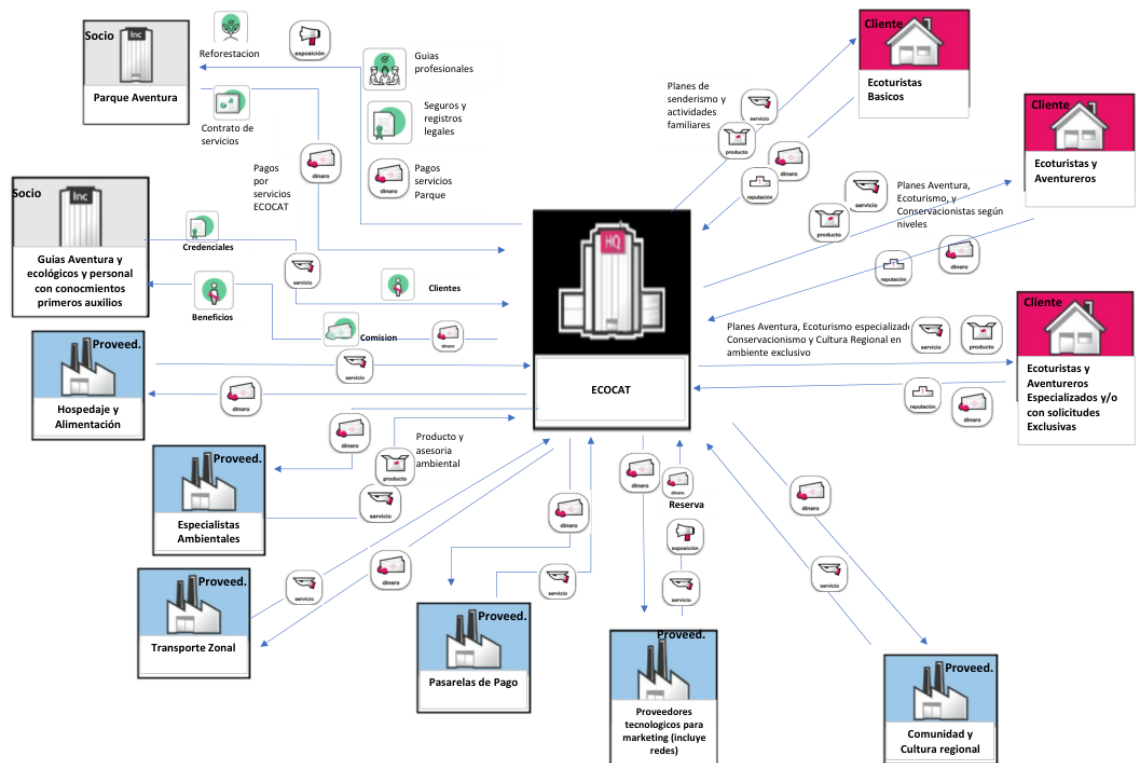 Socio
Inc
Parque Aventura
Reforestacion
exposición
Guias
profesionales
Seguros y
registros
legales
Contrato de
servicios
Pagos
por
servicios
ECOCAT
dinero
dinero
Pagos
servicios
Parque
Socio
Inc
Guias Aventura y
ecológicos y personal
con conocmientos
primeros auxilios
Credenciales
servicio
Clientes
Beneficios
Comision
dinero
Proveed.
Hospedaje y
Alimentación
servicio
dinero
Proveed.
Especialistas
Ambientales
dinero
Producto y
asesoria
ambiental
producto
servicio
Proveed.
Transporte Zonal
servicio
dinero
Proveed.
Pasarelas de Pago
dinero
servicio
HQ
ECOCAT
Proveed.
Proveedores
tecnologicos para
marketing (incluye
redes)
dinero
dinero
Reserva
exposición
servicio
Proveed.
Comunidad y
Cultura regional
dinero
servicio
Cliente
Ecoturistas
Basicos
Planes de
senderismo y
actividades
familiares
servicio
producto
dinero
reputación
Cliente
Ecoturistas y
Aventureros
Planes Aventura,
Ecoturismo, y
Conservacionistas según
niveles
servicio
producto
dinero
reputación
Cliente
Ecoturistas y
Aventureros
Especializados y/o
con solicitudes
Exclusivas
Planes Aventura, Ecoturismo especializad
Conservacionismo y Cultura Regional en
ambiente exclusivo
servicio
producto
reputación
dinero